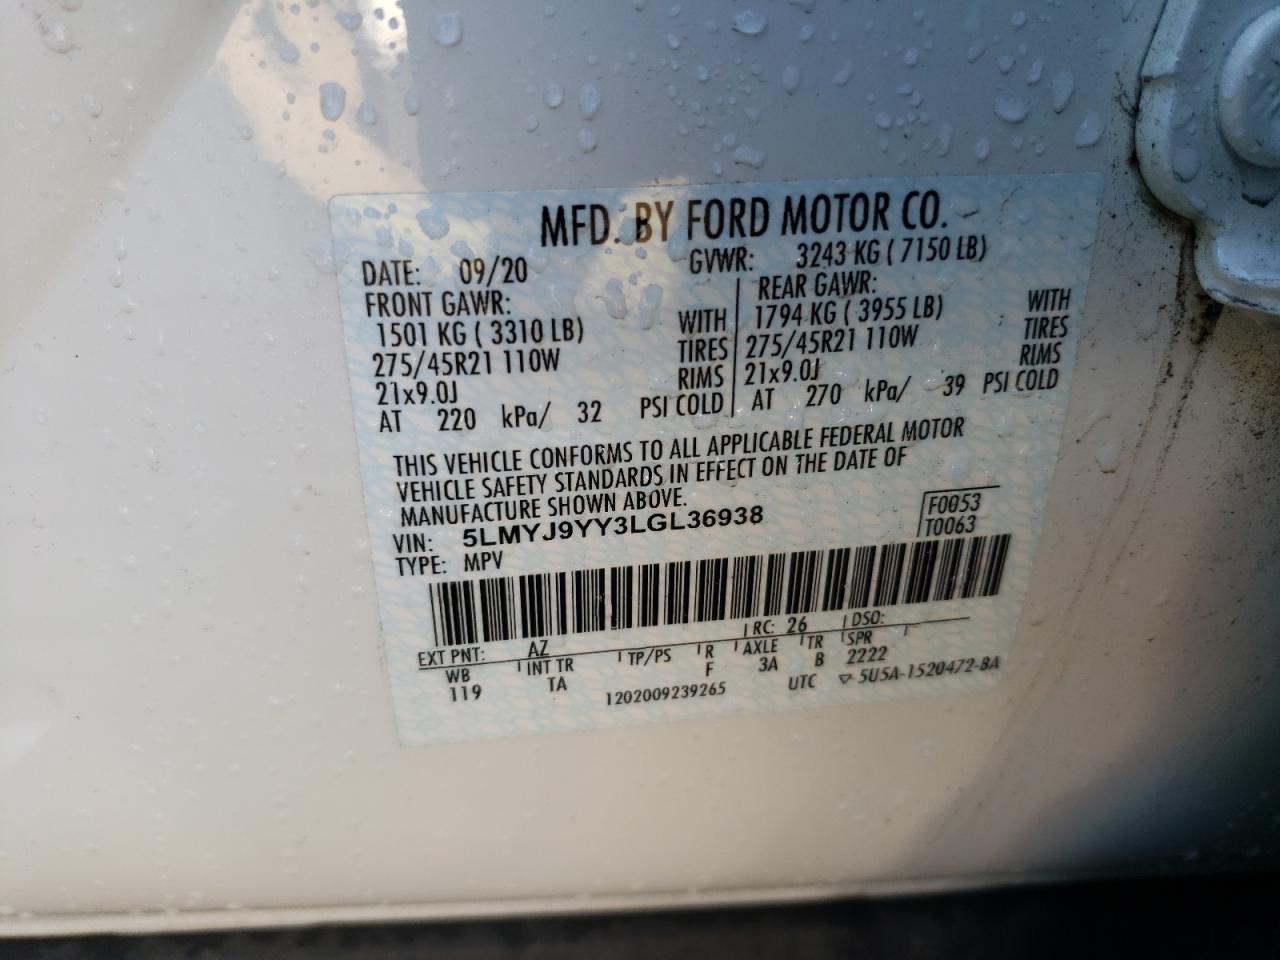 MFD. BY FORD MOTOR CO.
DATE: 09/20 GVWR: 3243 KG ( 7150 LB)
FRONT GAWR: REAR GAWR:
1501 KG ( 3310 LB) WITH 1794 KG ( 3955 LB) WITH
275/45R21 110W TIRES 275/45R21 110W TIRES
21x9.0J RIMS 21x9.0J RIMS
AT 220 kPa/ 32 PSI COLD AT 270 kPa/ 39 PSI COLD
THIS VEHICLE CONFORMS TO ALL APPLICABLE FEDERAL MOTOR
VEHICLE SAFETY STANDARDS IN EFFECT ON THE DATE OF
MANUFACTURE SHOWN ABOVE.
VIN: 5LMYJ9YY3LGL36938 F0053
TYPE: MPV T0063
EXT PNT: AZ RC: 26 DSO:
WB INT TR TP/PS R AXLE TR SPR
119 TA F 3A B 2222
1202009239265 UTC ▽ 5U5A-1520472-BA